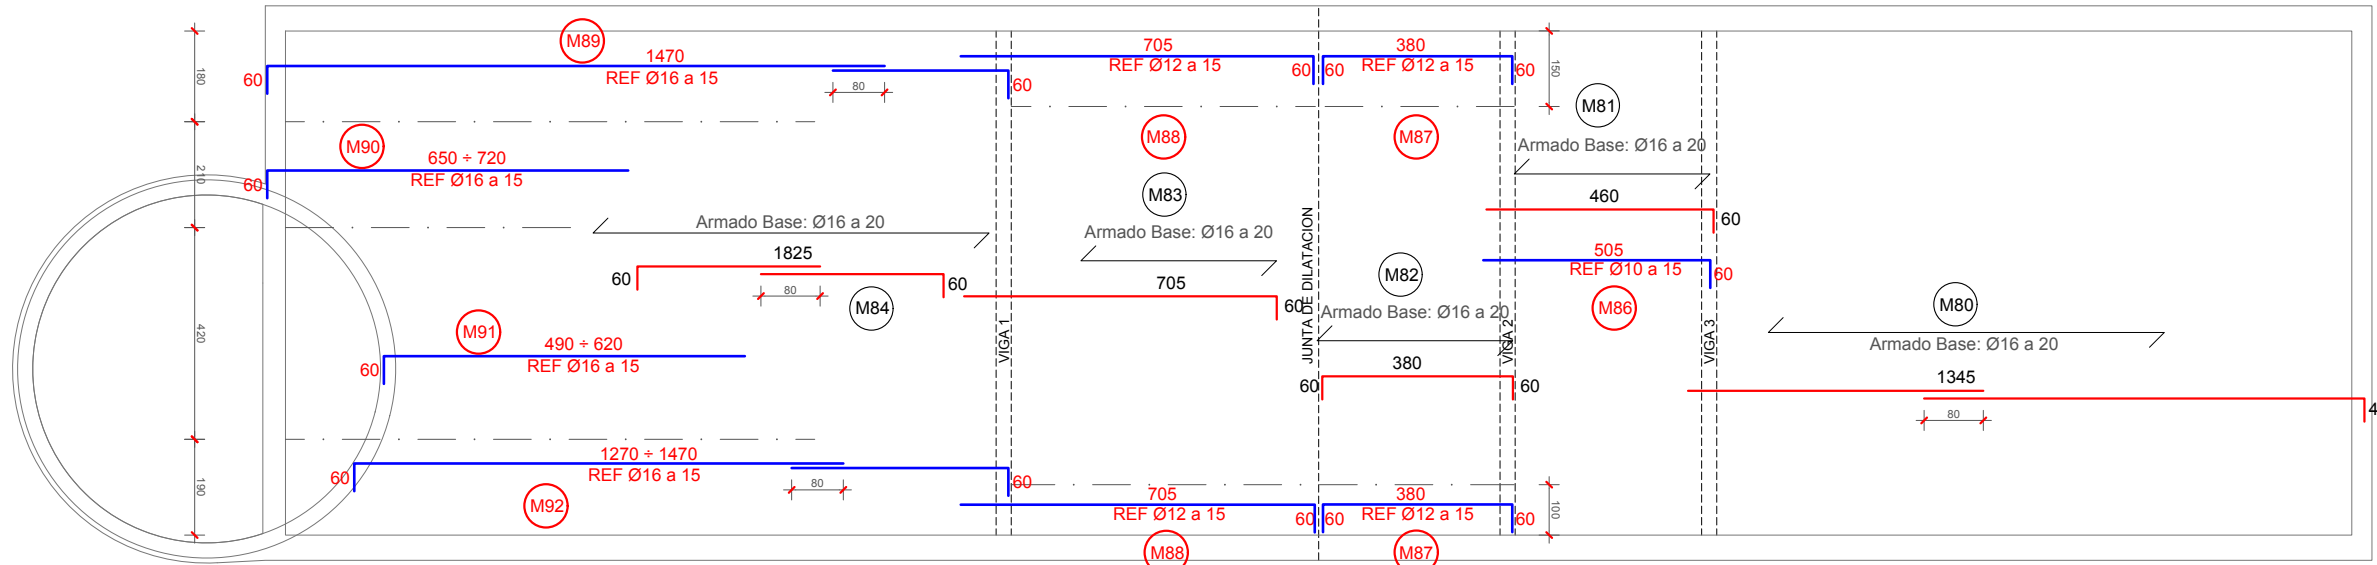 M89
1470
REF Ø16 a 15
60
80
60
180
705
REF Ø12 a 15
60
380
60
REF Ø12 a 15
60
150
M81
M90
650 ÷ 720
REF Ø16 a 15
60
210
M88
M87
Armado Base: Ø16 a 20
460
60
M83
Armado Base: Ø16 a 20
705
60
Armado Base: Ø16 a 20
1825
60
60
80
M84
JUNTA DE DILATACION
M82
Armado Base: Ø16 a 20
380
60
60
505
REF Ø10 a 15
60
M86
VIGA 1
VIGA 2
VIGA 3
M80
Armado Base: Ø16 a 20
1345
80
4
M91
490 ÷ 620
REF Ø16 a 15
60
420
1270 ÷ 1470
REF Ø16 a 15
60
80
60
M92
190
705
REF Ø12 a 15
60
M88
380
60
REF Ø12 a 15
60
M87
100